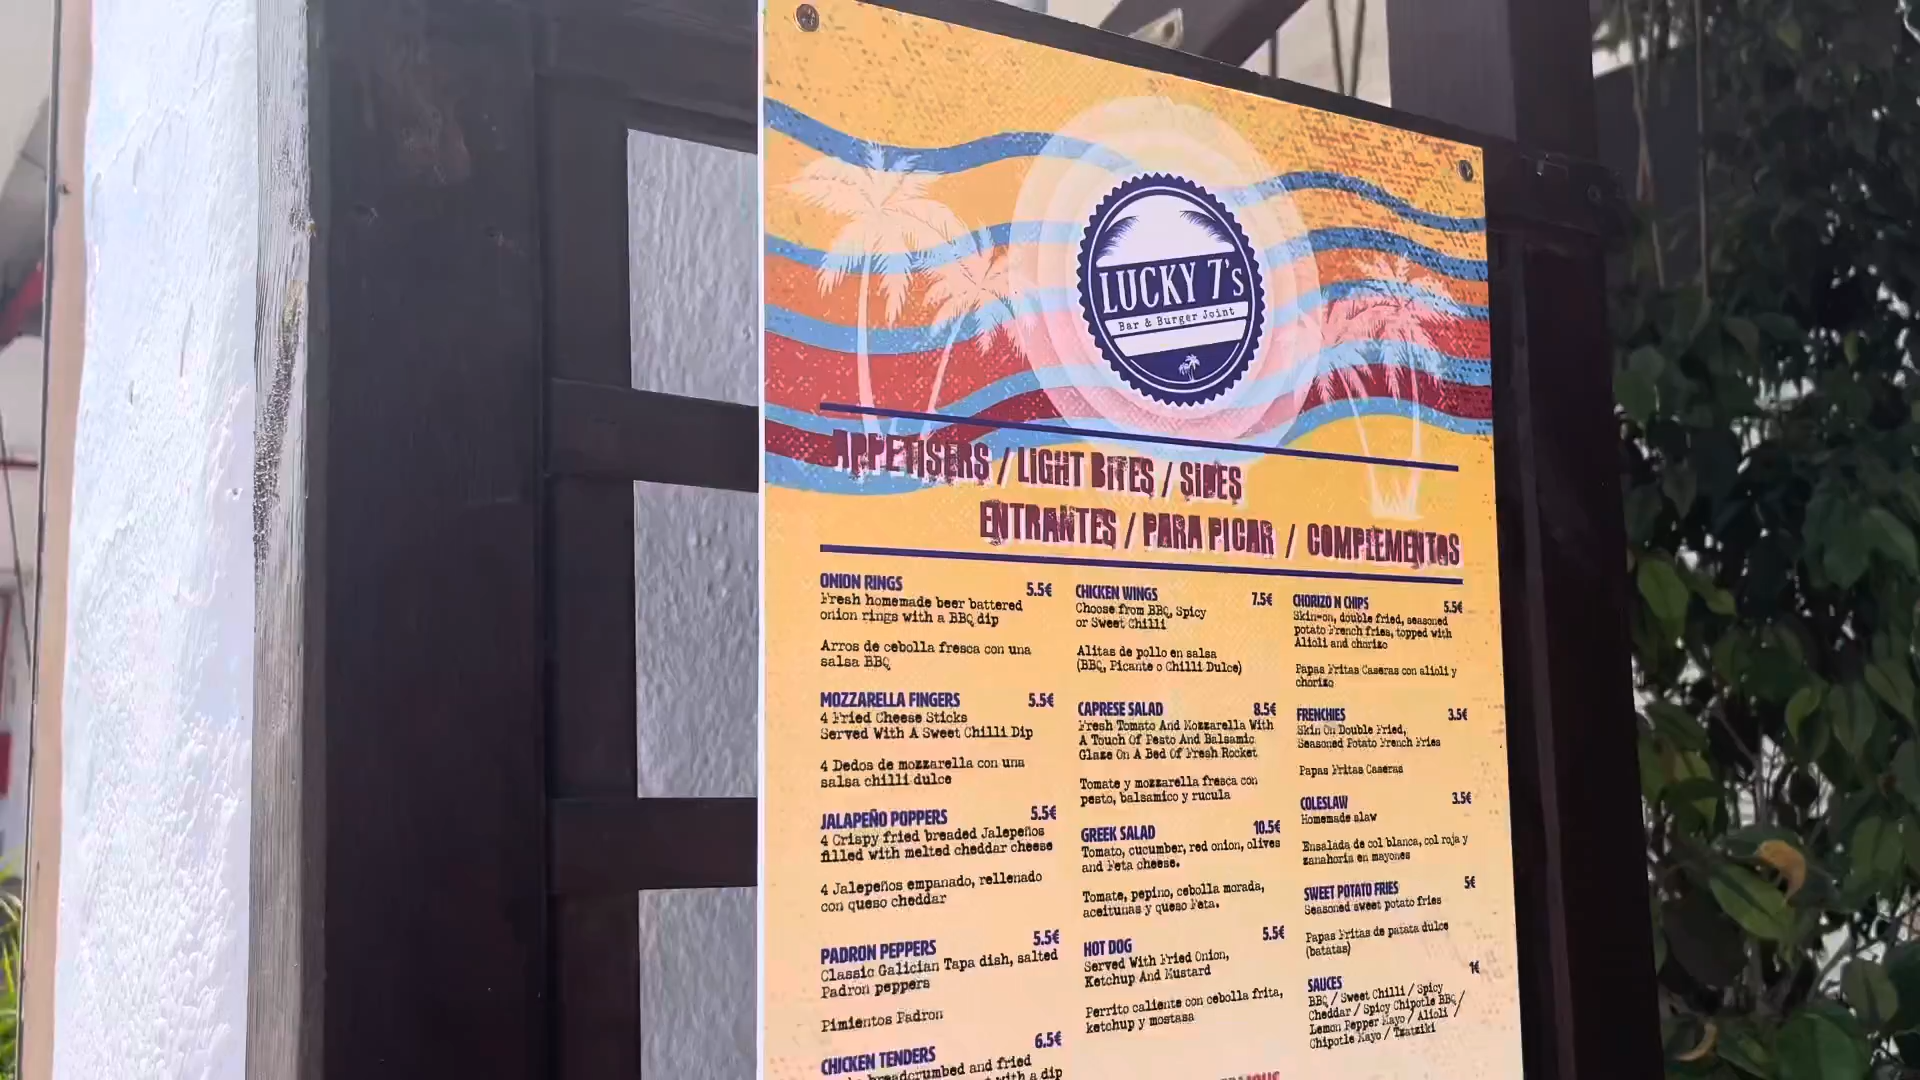 LUCKY 7's
Bar & Burger Joint
APPETISERS / LIGHT BITES / SIDES
ENTRANTES / PARA PICAR / COMPLEMENTOS
ONION RINGS 5.5€
Fresh homemade beer battered
onion rings with a BBQ dip
Arros de cebolla fresca con una
salsa BBQ
MOZZARELLA FINGERS 5.5€
4 Fried Cheese Sticks
Served With A Sweet Chilli Dip
4 Dedos de mozzarella con una
salsa chilli dulce
JALAPEÑO POPPERS 5.5€
4 Crispy fried breaded Jalepeños
filled with melted cheddar cheese
4 Jalepeños empanado, rellenado
con queso cheddar
PADRON PEPPERS 5.5€
Classic Galician Tapa dish, salted
Padron peppers
Pimientos Padron
CHICKEN TENDERS 6.5€
breadcrumbed and fried
with a dip
CHICKEN WINGS 7.5€
Choose from BBQ, Spicy
or Sweet Chilli
Alitas de pollo en salsa
(BBQ, Picante o Chilli Dulce)
CAPRESE SALAD 8.5€
Fresh Tomato And Mozzarella With
A Touch Of Pesto And Balsamic
Glaze On A Bed Of Fresh Rocket
Tomate y mozzarella fresca con
pesto, balsamico y rucula
GREEK SALAD 10.5€
Tomato, cucumber, red onion, olives
and Feta cheese.
Tomate, pepino, cebolla morada,
aceitunas y queso Feta.
HOT DOG 5.5€
Served With Fried Onion,
Ketchup And Mustard
Perrito caliente con cebolla frita,
ketchup y mostasa
CHORIZO N CHIPS 5.5€
Skin-on, double fried, seasoned
potato French fries, topped with
Alioli and chorizo
Papas Fritas Caseras con alioli y
chorizo
FRENCHIES 3.5€
Skin On Double Fried,
Seasoned Potato French Fries
Papas Fritas Caseras
COLESLAW 3.5€
Homemade slaw
Ensalada de col blanca, col roja y
zanahoria en mayones
SWEET POTATO FRIES 5€
Seasoned sweet potato fries
Papas Fritas de patata dulce
(batatas)
SAUCES 1€
BBQ / Sweet Chilli / Spicy
Cheddar / Spicy Chipotle BBQ /
Lemon Pepper Mayo / Alioli /
Chipotle Mayo / Tzatziki